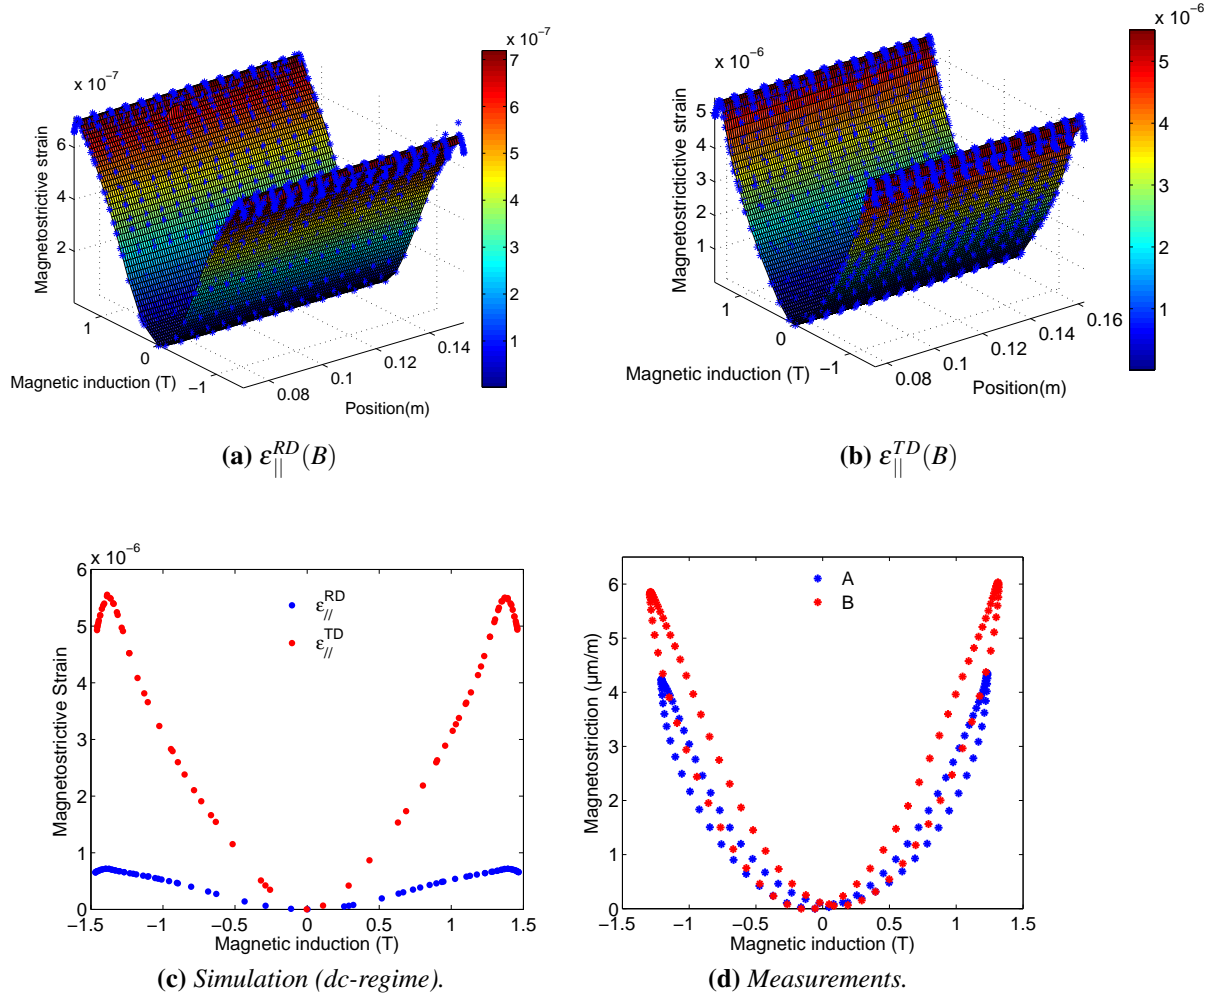 x 10⁻⁷
x 10⁻⁷
Magnetostrictive strain
6
4
2
1
0
−1
Magnetic induction (T)
0.08
0.1
0.12
0.14
Position(m)
7
6
5
4
3
2
1
(a) ε||^RD(B)
x 10⁻⁶
x 10⁻⁶
Magnetostrictictive strain
5
4
3
2
1
1
0
−1
Magnetic induction (T)
0.08
0.1
0.12
0.14
0.16
Position(m)
5
4
3
2
1
(b) ε||^TD(B)
x 10⁻⁶
Magnetostrictive Strain
6
5
4
3
2
1
0
−1.5 −1 −0.5 0 0.5 1 1.5
Magnetic induction (T)
ε//^RD
ε//^TD
(c) Simulation (dc-regime).
Magnetostriction (µm/m)
6
5
4
3
2
1
0
−1.5 −1 −0.5 0 0.5 1 1.5
Magnetic induction (T)
A
B
(d) Measurements.